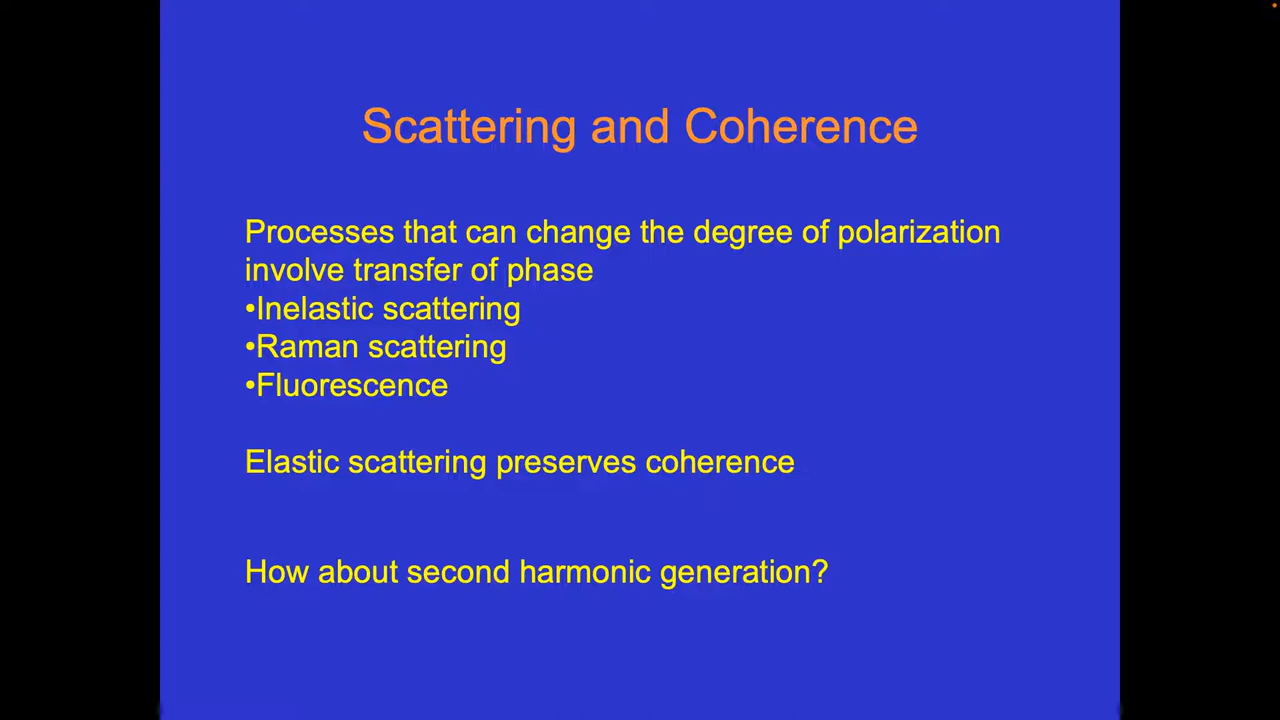 Scattering and Coherence
Processes that can change the degree of polarization
involve transfer of phase
•Inelastic scattering
•Raman scattering
•Fluorescence
Elastic scattering preserves coherence
How about second harmonic generation?